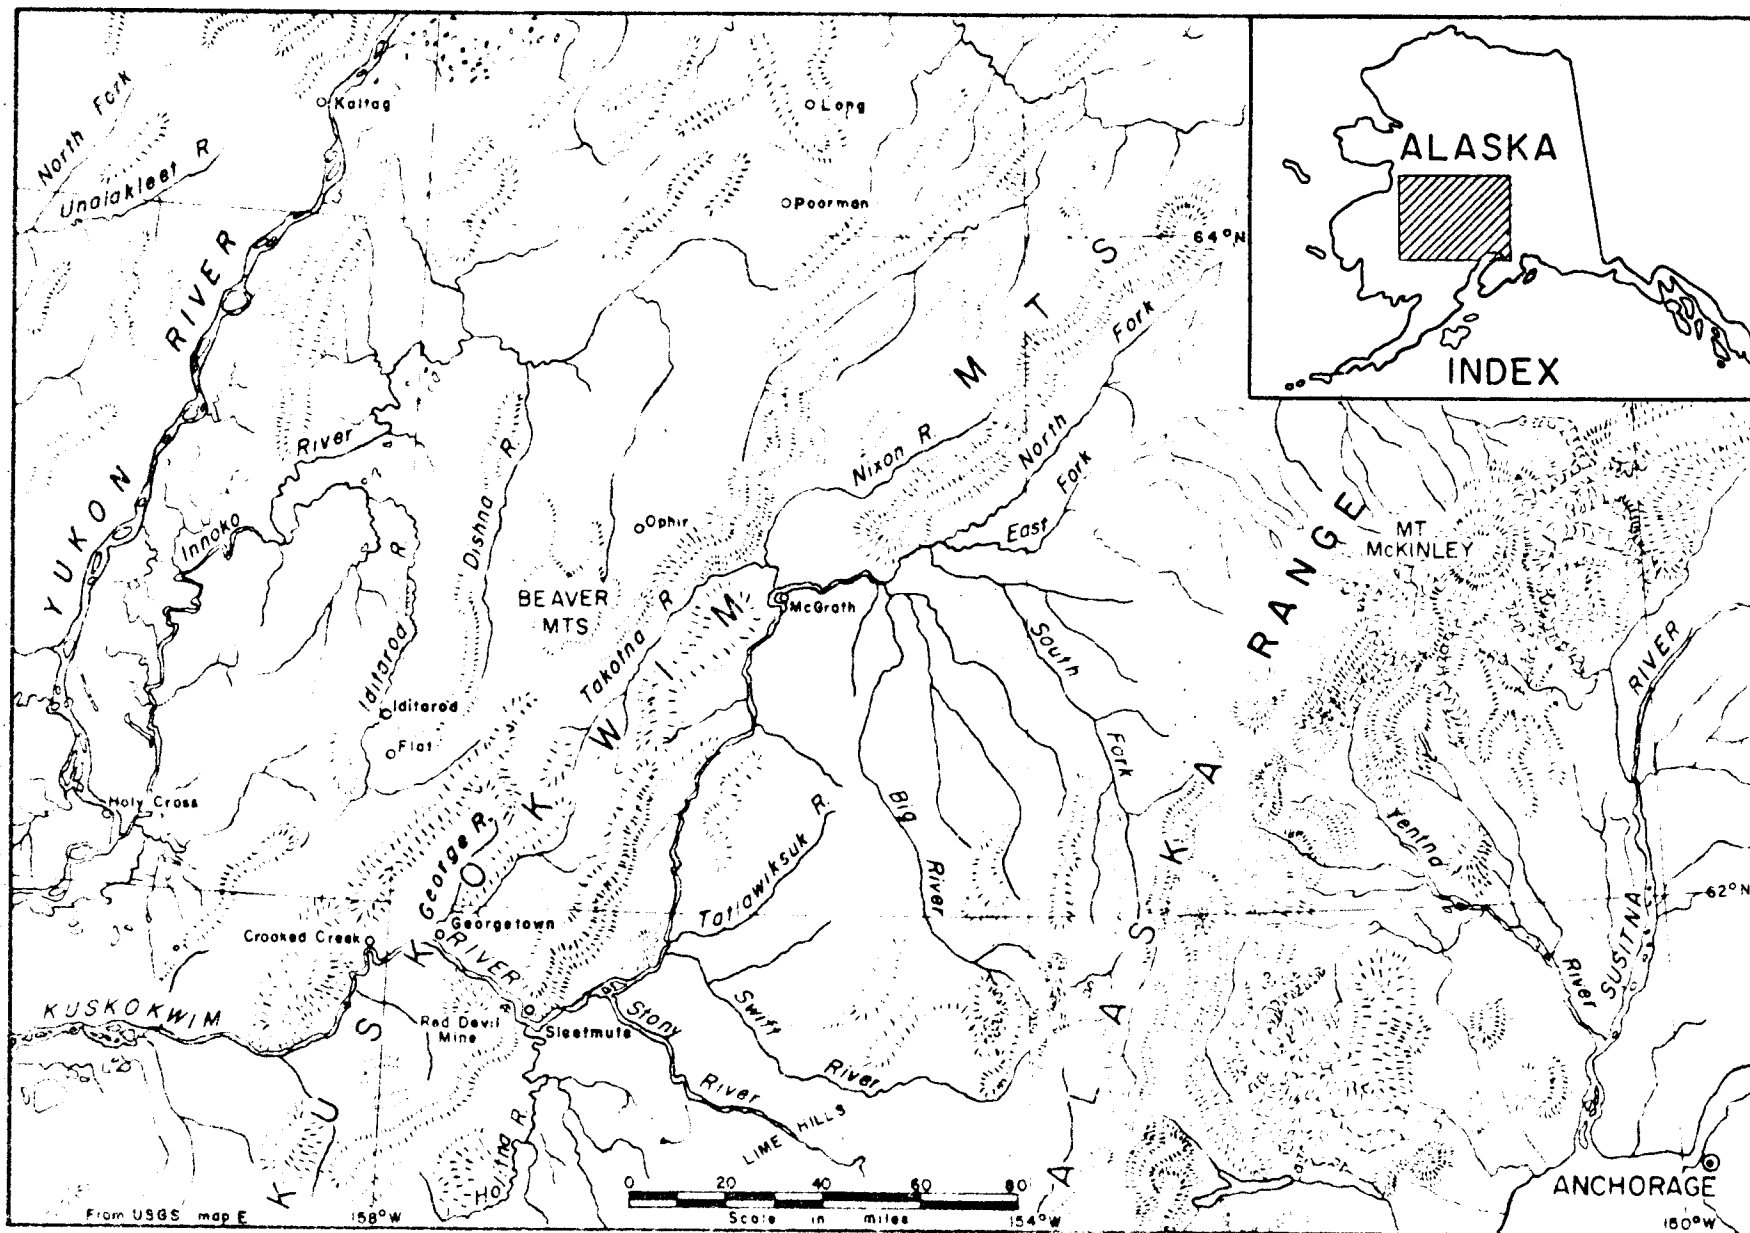 North Fork
Unalakleet R
Kaltag
Long
Poorman
YUKON RIVER
River
Innoko
Iditarod R
Dishna R
Ophir
BEAVER
MTS
Takotna R
Nixon R.
North Fork
East Fork
McGrath
South Fork
Big River
Iditarod
Flat
Holy Cross
George R.
Georgetown
Crooked Creek
KUSKOKWIM
RIVER
Red Devil
Mine
Sleetmute
Stony River
Swift River
Tatlawiksuk R.
Holitna R
LIME HILLS
KUSKOKWIM MTS
ALASKA RANGE
MT
McKINLEY
Yentna River
SUSITNA RIVER
ANCHORAGE
64°N
62°N
158°W
154°W
150°W
0 20 40 60 80
Scale in miles
From USGS map E
ALASKA
INDEX